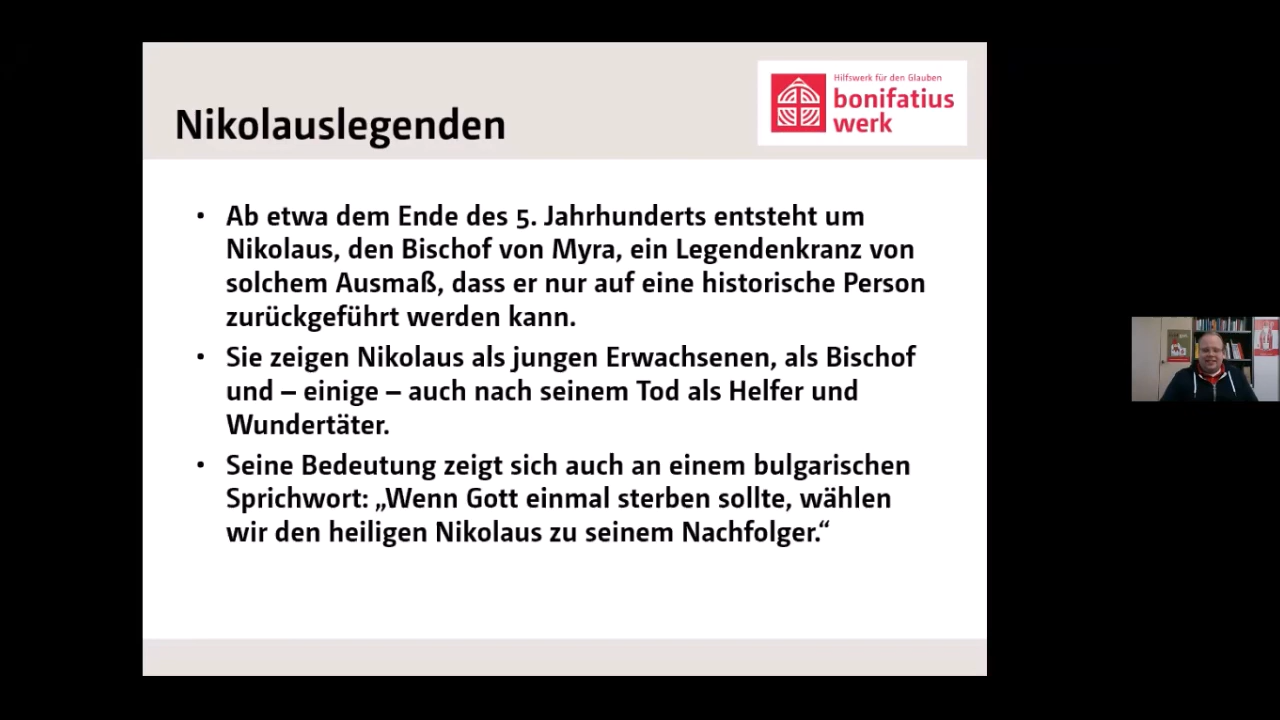 Nikolauslegenden
Hilfswerk für den Glauben
bonifatius
werk
• Ab etwa dem Ende des 5. Jahrhunderts entsteht um
Nikolaus, den Bischof von Myra, ein Legendenkranz von
solchem Ausmaß, dass er nur auf eine historische Person
zurückgeführt werden kann.
• Sie zeigen Nikolaus als jungen Erwachsenen, als Bischof
und – einige – auch nach seinem Tod als Helfer und
Wundertäter.
• Seine Bedeutung zeigt sich auch an einem bulgarischen
Sprichwort: „Wenn Gott einmal sterben sollte, wählen
wir den heiligen Nikolaus zu seinem Nachfolger.“